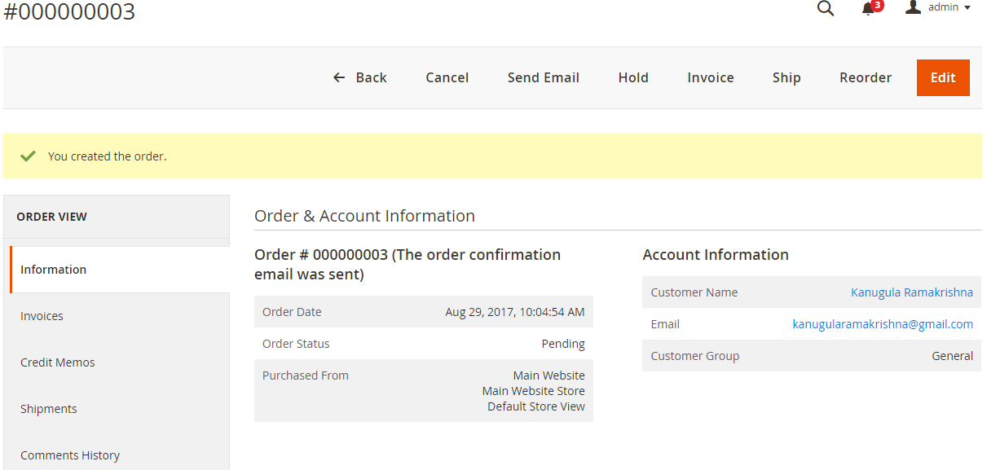 #000000003
3
admin
Back
Cancel
Send Email
Hold
Invoice
Ship
Reorder
Edit
You created the order.
ORDER VIEW
Information
Invoices
Credit Memos
Shipments
Comments History
Order & Account Information
Order # 000000003 (The order confirmation
email was sent)
Order Date Aug 29, 2017, 10:04:54 AM
Order Status Pending
Purchased From Main Website
Main Website Store
Default Store View
Account Information
Customer Name Kanugula Ramakrishna
Email kanugularamakrishna@gmail.com
Customer Group General